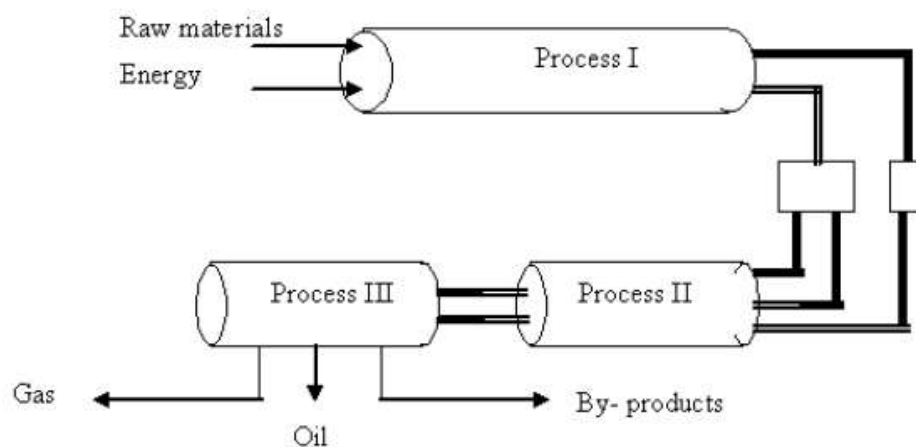 Raw materials
Process I
Energy
Process III
Process II
Gas
By- products
Oil